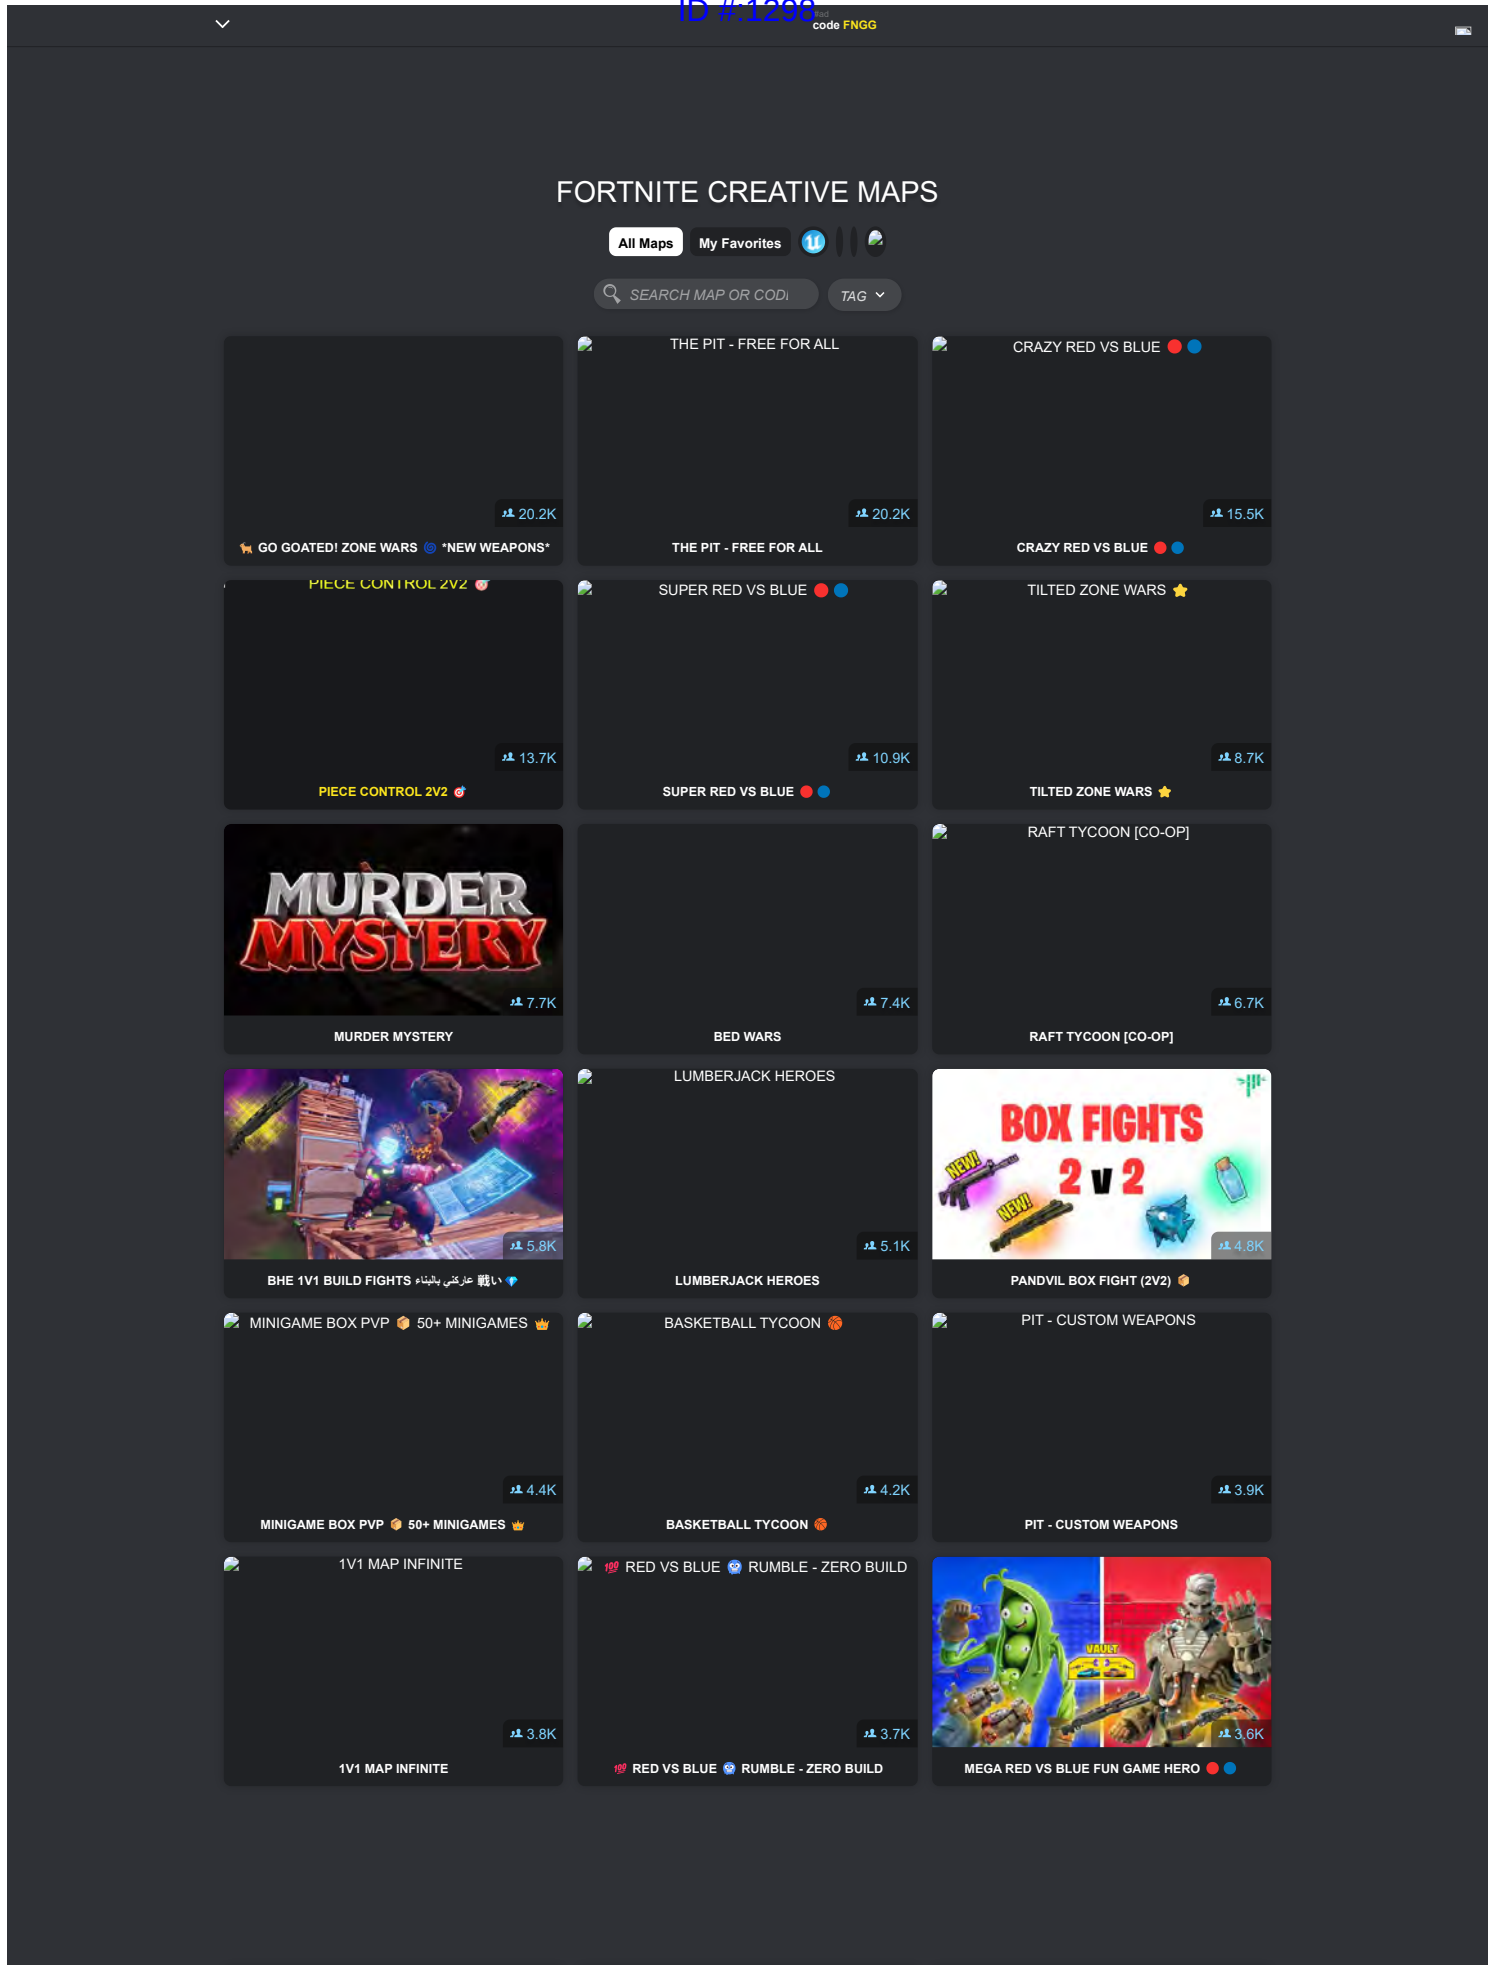 ID #:1298
#ad
code FNGG
FORTNITE CREATIVE MAPS
All Maps
My Favorites
SEARCH MAP OR CODE
TAG
20.2K
🐐 GO GOATED! ZONE WARS 🌀 *NEW WEAPONS*
THE PIT - FREE FOR ALL
20.2K
THE PIT - FREE FOR ALL
CRAZY RED VS BLUE 🔴🔵
15.5K
CRAZY RED VS BLUE 🔴🔵
PIECE CONTROL 2V2 🎯
13.7K
PIECE CONTROL 2V2 🎯
SUPER RED VS BLUE 🔴🔵
10.9K
SUPER RED VS BLUE 🔴🔵
TILTED ZONE WARS ⭐
8.7K
TILTED ZONE WARS ⭐
MURDER
MYSTERY
7.7K
MURDER MYSTERY
7.4K
BED WARS
RAFT TYCOON [CO-OP]
6.7K
RAFT TYCOON [CO-OP]
5.8K
BHE 1V1 BUILD FIGHTS عاركني بالبناء 戦い 💎
LUMBERJACK HEROES
5.1K
LUMBERJACK HEROES
BOX FIGHTS
2 v 2
NEW!
NEW!
4.8K
PANDVIL BOX FIGHT (2V2) 📦
MINIGAME BOX PVP 📦 50+ MINIGAMES 👑
4.4K
MINIGAME BOX PVP 📦 50+ MINIGAMES 👑
BASKETBALL TYCOON 🏀
4.2K
BASKETBALL TYCOON 🏀
PIT - CUSTOM WEAPONS
3.9K
PIT - CUSTOM WEAPONS
1V1 MAP INFINITE
3.8K
1V1 MAP INFINITE
💯 RED VS BLUE 🥶 RUMBLE - ZERO BUILD
3.7K
💯 RED VS BLUE 🥶 RUMBLE - ZERO BUILD
VAULT
3.6K
MEGA RED VS BLUE FUN GAME HERO 🔴🔵